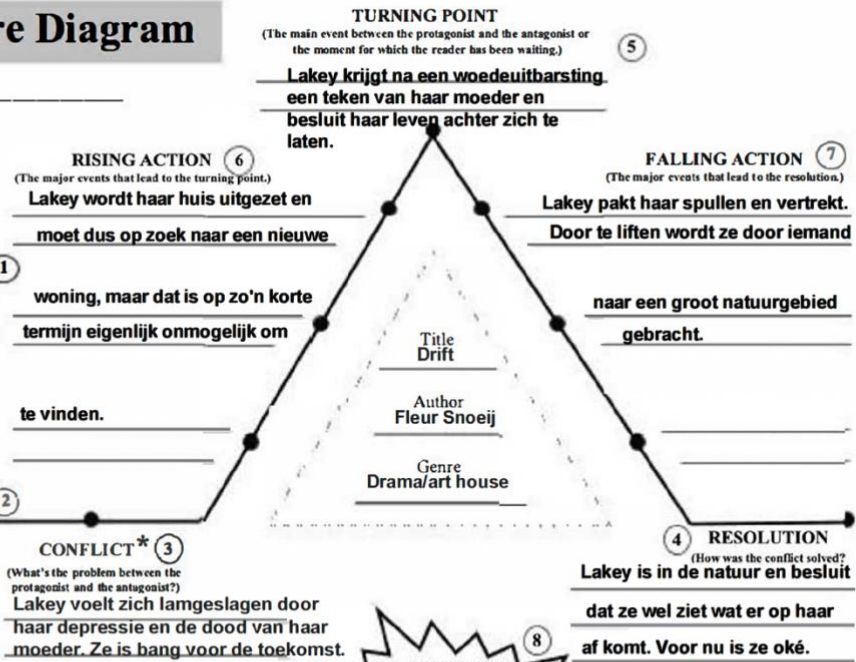 re Diagram
TURNING POINT
(The main event between the protagonist and the antagonist or
the moment for which the reader has been waiting.)
5
Lakey krijgt na een woedeuitbarsting
een teken van haar moeder en
besluit haar leven achter zich te
laten.
RISING ACTION 6
(The major events that lead to the turning point.)
Lakey wordt haar huis uitgezet en
moet dus op zoek naar een nieuwe
1
woning, maar dat is op zo'n korte
termijn eigenlijk onmogelijk om
te vinden.
FALLING ACTION 7
(The major events that lead to the resolution.)
Lakey pakt haar spullen en vertrekt.
Door te liften wordt ze door iemand
naar een groot natuurgebied
gebracht.
Title
Drift
Author
Fleur Snoeij
Genre
Drama/art house
2
CONFLICT* 3
(What's the problem between the
protagonist and the antagonist?)
Lakey voelt zich lamgeslagen door
haar depressie en de dood van haar
moeder. Ze is bang voor de toekomst.
4 RESOLUTION
(How was the conflict solved?
Lakey is in de natuur en besluit
dat ze wel ziet wat er op haar
af komt. Voor nu is ze oké.
8